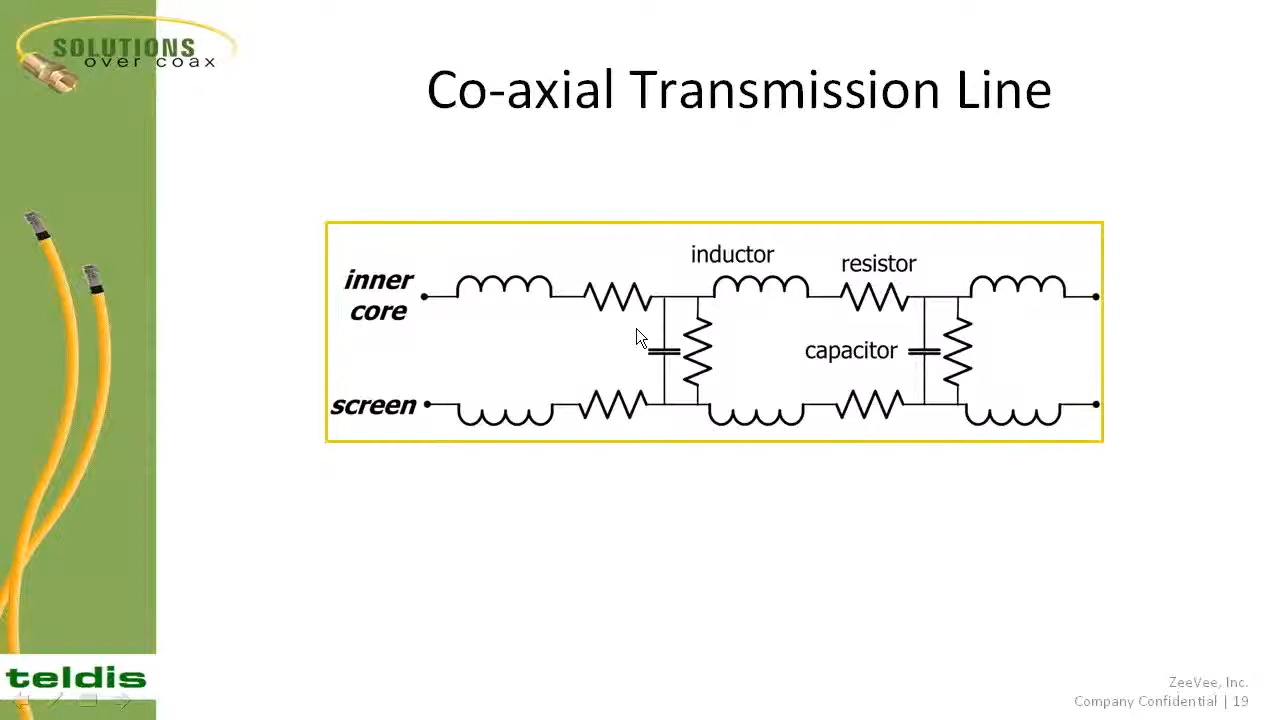 SOLUTIONS
over coax
Co-axial Transmission Line
inductor
resistor
inner
core
capacitor
screen
teldis
ZeeVee, Inc.
Company Confidential | 19